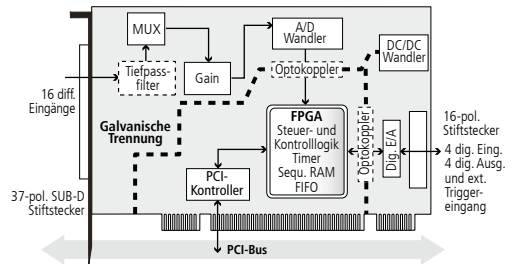 MUX
A/D
Wandler
DC/DC
Wandler
Tiefpass-
filter
Gain
Optokoppler
16 diff.
Eingänge
Galvanische
Trennung
FPGA
Steuer- und
Kontrolllogik
Timer
Sequ. RAM
FIFO
Optokoppler
Dig. E/A
16-pol.
Stiftstecker
4 dig. Eing.
4 dig. Ausg.
und ext.
Trigger-
eingang
PCI-
Kontroller
37-pol. SUB-D
Stiftstecker
PCI-Bus